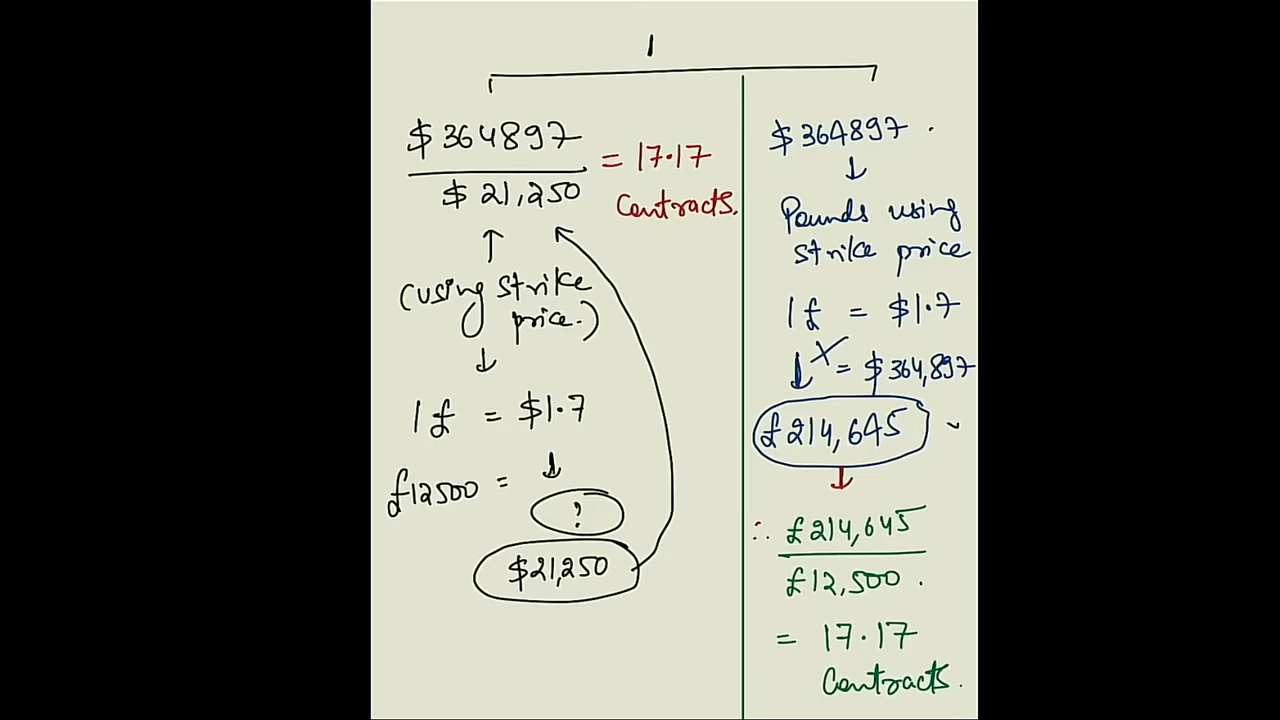 1
$364897
$21,250
= 17.17
Contracts.
(using strike
price.)
↓
1£ = $1.7
↓
£12500 =
?
$21,250
$364897.
↓
Pounds using
strike price
1£ = $1.7
↓ X = $364,897
£214,645
↓
∴ £214,645
£12,500.
= 17.17
Contracts.